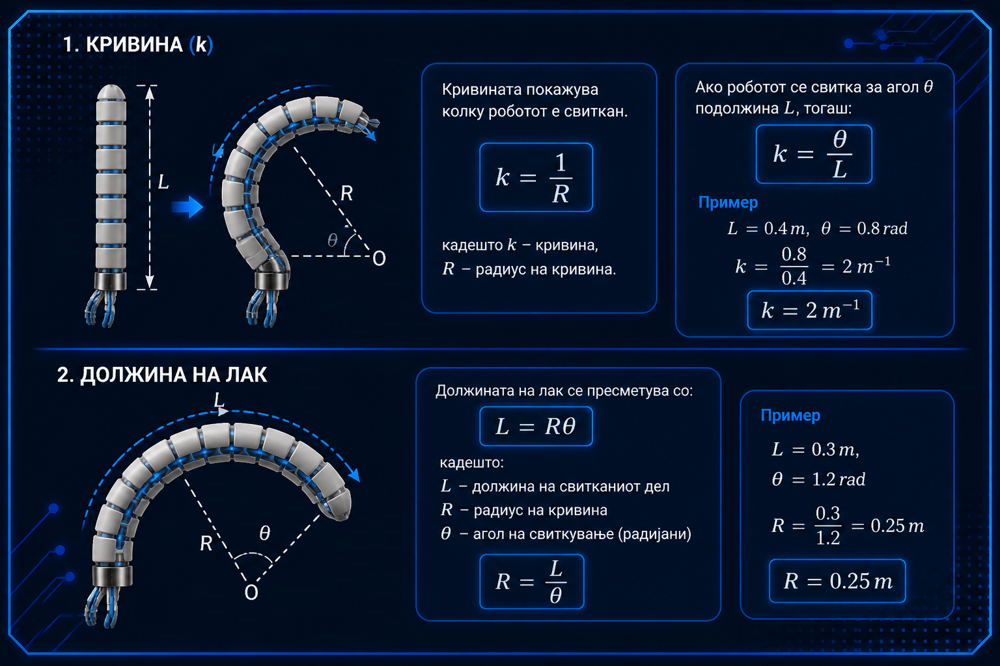 1. КРИВИНА (k)
L
R
θ
O
Кривината покажува
колку роботот е свиткан.
k = 1/R
кадешто k – кривина,
R – радиус на кривина.
Ако роботот се свитка за агол θ
подолжина L, тогаш:
k = θ/L
Пример
L = 0.4 m, θ = 0.8 rad
k = 0.8/0.4 = 2 m⁻¹
k = 2 m⁻¹
2. ДОЛЖИНА НА ЛАК
L
R
θ
O
Должината на лак се пресметува со:
L = Rθ
кадешто:
L – должина на свитканиот дел
R – радиус на кривина
θ – агол на свиткување (радијани)
R = L/θ
Пример
L = 0.3 m,
θ = 1.2 rad
R = 0.3/1.2 = 0.25 m
R = 0.25 m